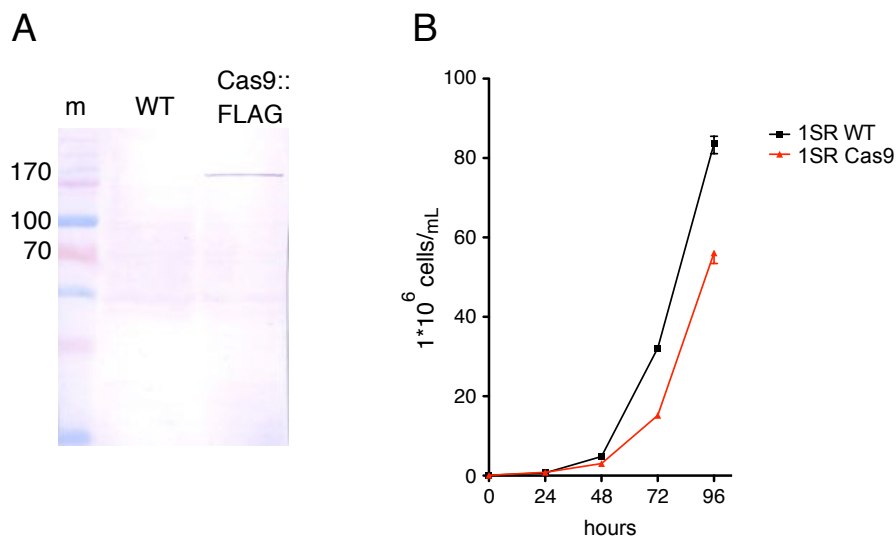 A
m
WT
Cas9::
FLAG
170
100
70
B
100
80
60
40
20
0
1*10^6 cells/mL
0 24 48 72 96
hours
1SR WT
1SR Cas9